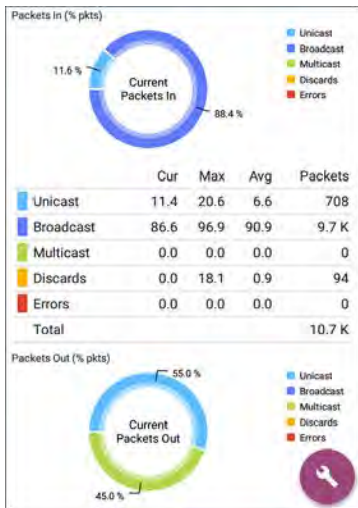 Packets In (% pkts)
Unicast
Broadcast
Multicast
Discards
Errors
11.6 %
Current
Packets In
88.4 %
Cur Max Avg Packets
Unicast 11.4 20.6 6.6 708
Broadcast 86.6 96.9 90.9 9.7 K
Multicast 0.0 0.0 0.0 0
Discards 0.0 18.1 0.9 94
Errors 0.0 0.0 0.0 0
Total 10.7 K
Packets Out (% pkts)
55.0 %
Unicast
Broadcast
Multicast
Discards
Errors
Current
Packets Out
45.0 %